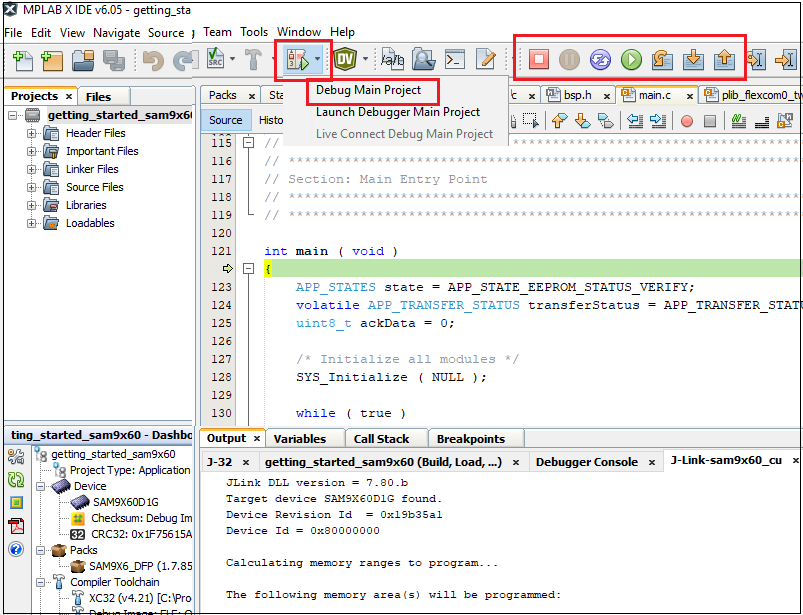 MPLAB X IDE v6.05 - getting_sta
File Edit View Navigate Source Team Tools Window Help
SRC DV
Debug Main Project
Launch Debugger Main Project
Live Connect Debug Main Project
Projects × Files
getting_started_sam9x6
Header Files
Important Files
Linker Files
Source Files
Libraries
Loadables
Packs × bsp.h × main.c × plib_flexcom0_tw
Source
115 //
116 //
117 // Section: Main Entry Point
118 //
119 //
120
121 int main ( void )
{
123 APP_STATES state = APP_STATE_EEPROM_STATUS_VERIFY;
124 volatile APP_TRANSFER_STATUS transferStatus = APP_TRANSFER_STATU
125 uint8_t ackData = 0;
126
127 /* Initialize all modules */
128 SYS_Initialize ( NULL );
129
130 while ( true )
ting_started_sam9x60 - Dashbo
getting_started_sam9x60
Project Type: Application
Device
SAM9X60D1G
Checksum: Debug Im
CRC32: 0x1F75615A
Packs
SAM9X6_DFP (1.7.85
Compiler Toolchain
XC32 (v4.21) [C:\Pro
Output × Variables Call Stack Breakpoints
J-32 × getting_started_sam9x60 (Build, Load, ...) × Debugger Console × J-Link-sam9x60_cu ×
JLink DLL version = 7.80.b
Target device SAM9X60D1G found.
Device Revision Id = 0x19b35a1
Device Id = 0x80000000
Calculating memory ranges to program...
The following memory area(s) will be programmed: